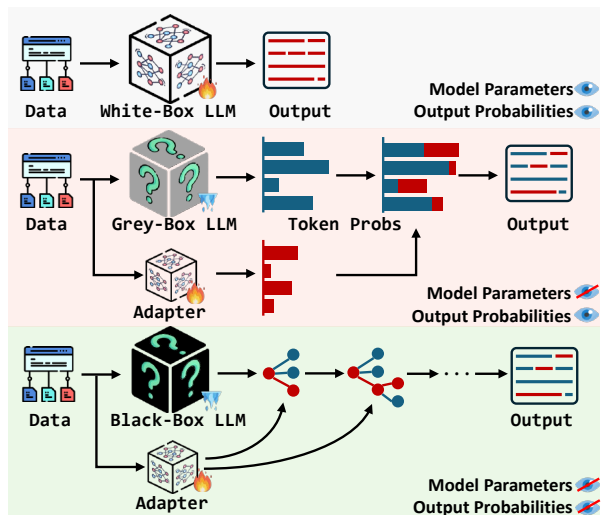 Data
White-Box LLM
Output
Model Parameters
Output Probabilities
Data
Grey-Box LLM
Token Probs
Output
Adapter
Model Parameters
Output Probabilities
Data
Black-Box LLM
Output
Adapter
Model Parameters
Output Probabilities